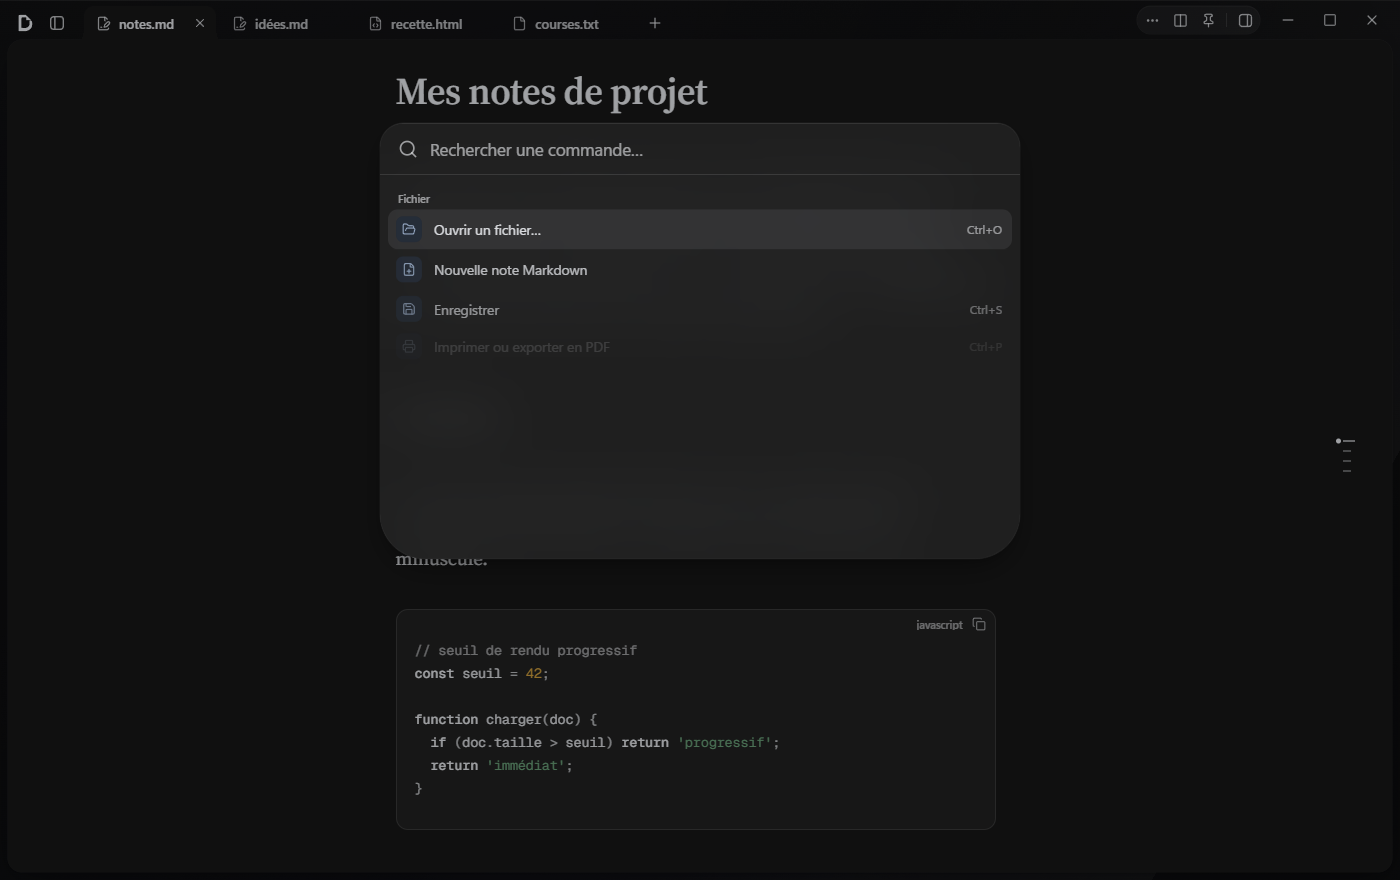 notes.md
idées.md
recette.html
courses.txt
Mes notes de projet
Rechercher une commande...
Fichier
Ouvrir un fichier... Ctrl+O
Nouvelle note Markdown
Enregistrer Ctrl+S
Imprimer ou exporter en PDF Ctrl+P
minuscule.
javascript
// seuil de rendu progressif
const seuil = 42;
function charger(doc) {
if (doc.taille > seuil) return 'progressif';
return 'immédiat';
}